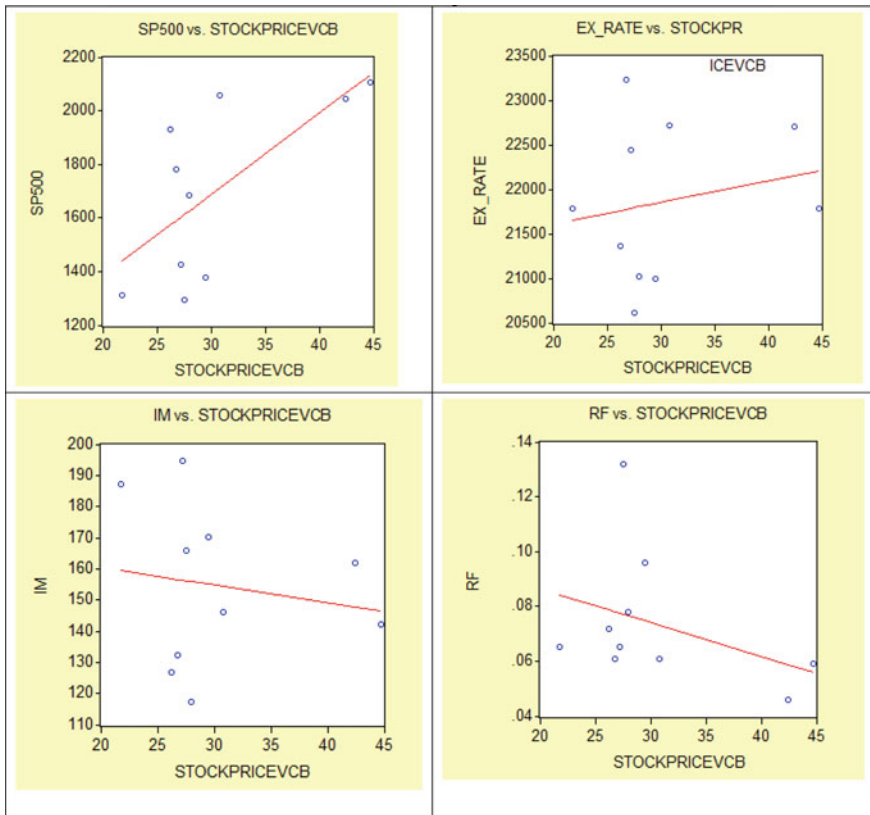 SP500 vs. STOCKPRICEVCB
2200
2000
1800
1600
1400
1200
SP500
20 25 30 35 40 45
STOCKPRICEVCB
EX_RATE vs. STOCKPR
ICEVCB
23500
23000
22500
22000
21500
21000
20500
EX_RATE
20 25 30 35 40 45
STOCKPRICEVCB
IM vs. STOCKPRICEVCB
200
190
180
170
160
150
140
130
120
110
IM
20 25 30 35 40 45
STOCKPRICEVCB
RF vs. STOCKPRICEVCB
.14
.12
.10
.08
.06
.04
RF
20 25 30 35 40 45
STOCKPRICEVCB